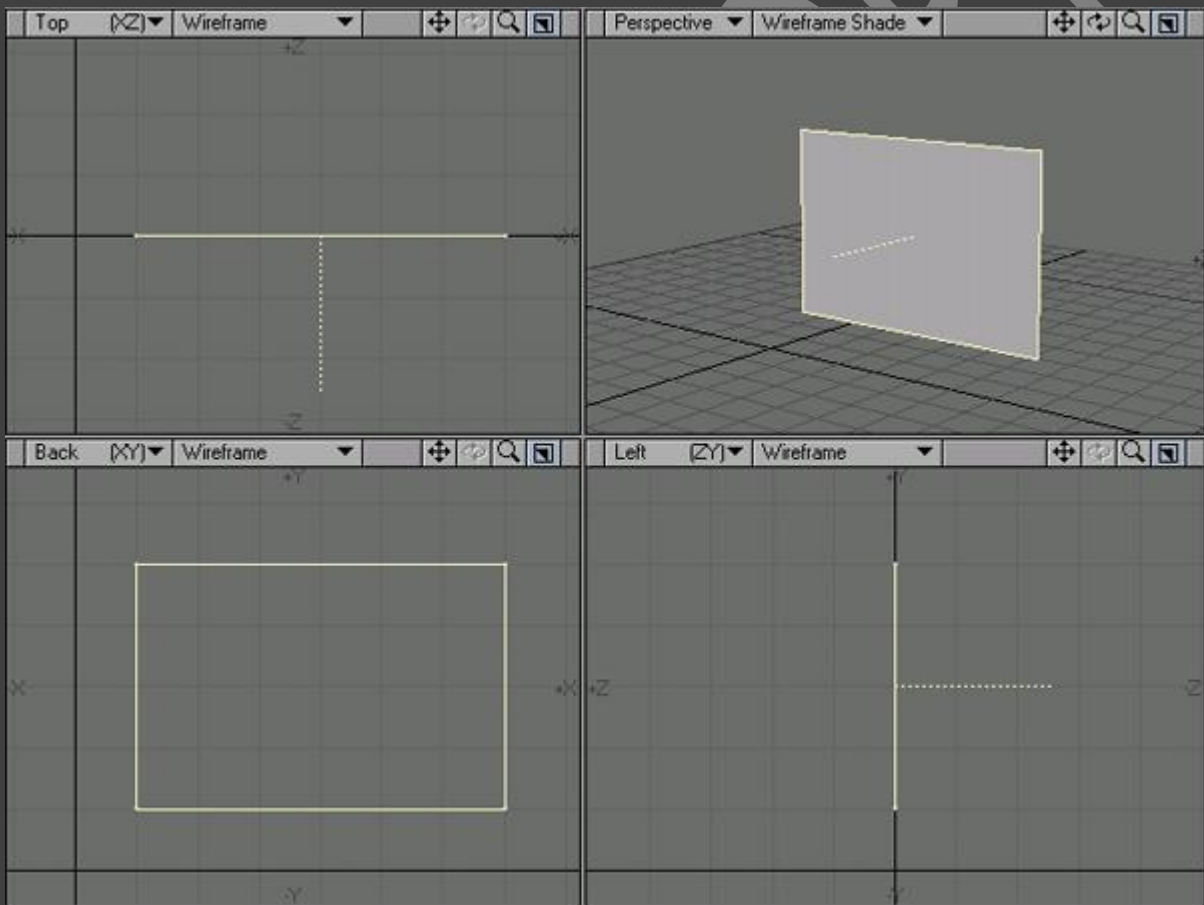 Top (XZ) Wireframe
Perspective Wireframe Shade
+Z
-X +X
-Z
Back (XY) Wireframe
Left (ZY) Wireframe
+Y
+Y
-X +X
+Z -Z
-Y
-Y